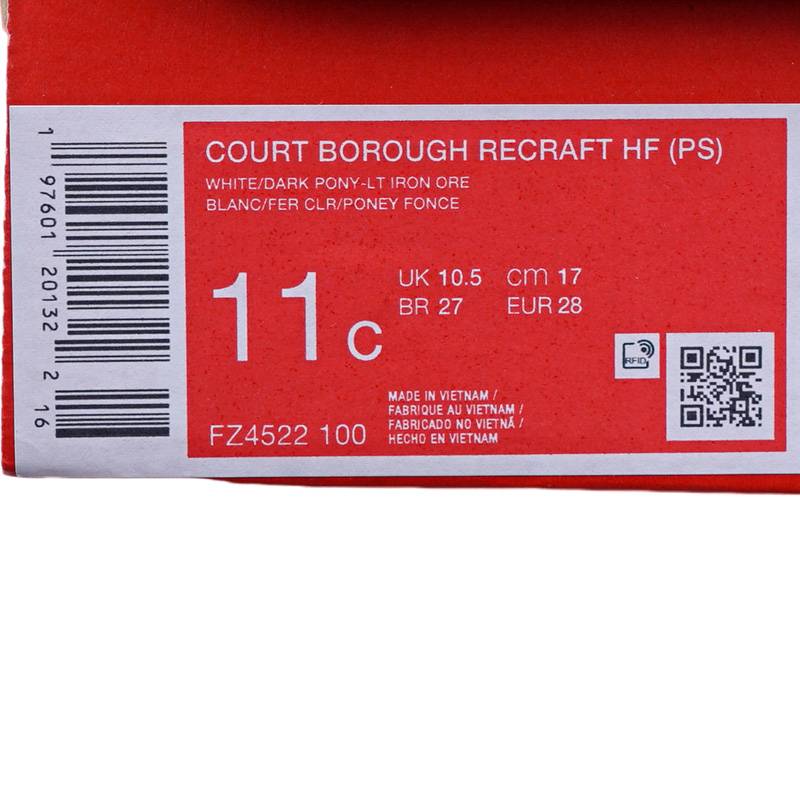 COURT BOROUGH RECRAFT HF (PS)
WHITE/DARK PONY-LT IRON ORE
BLANC/FER CLR/PONEY FONCE
11C
UK 10.5 cm 17
BR 27 EUR 28
RFID
FZ4522 100
MADE IN VIETNAM /
FABRIQUE AU VIETNAM /
FABRICADO NO VIETNÃ /
HECHO EN VIETNAM
1 97601 20132 2 16